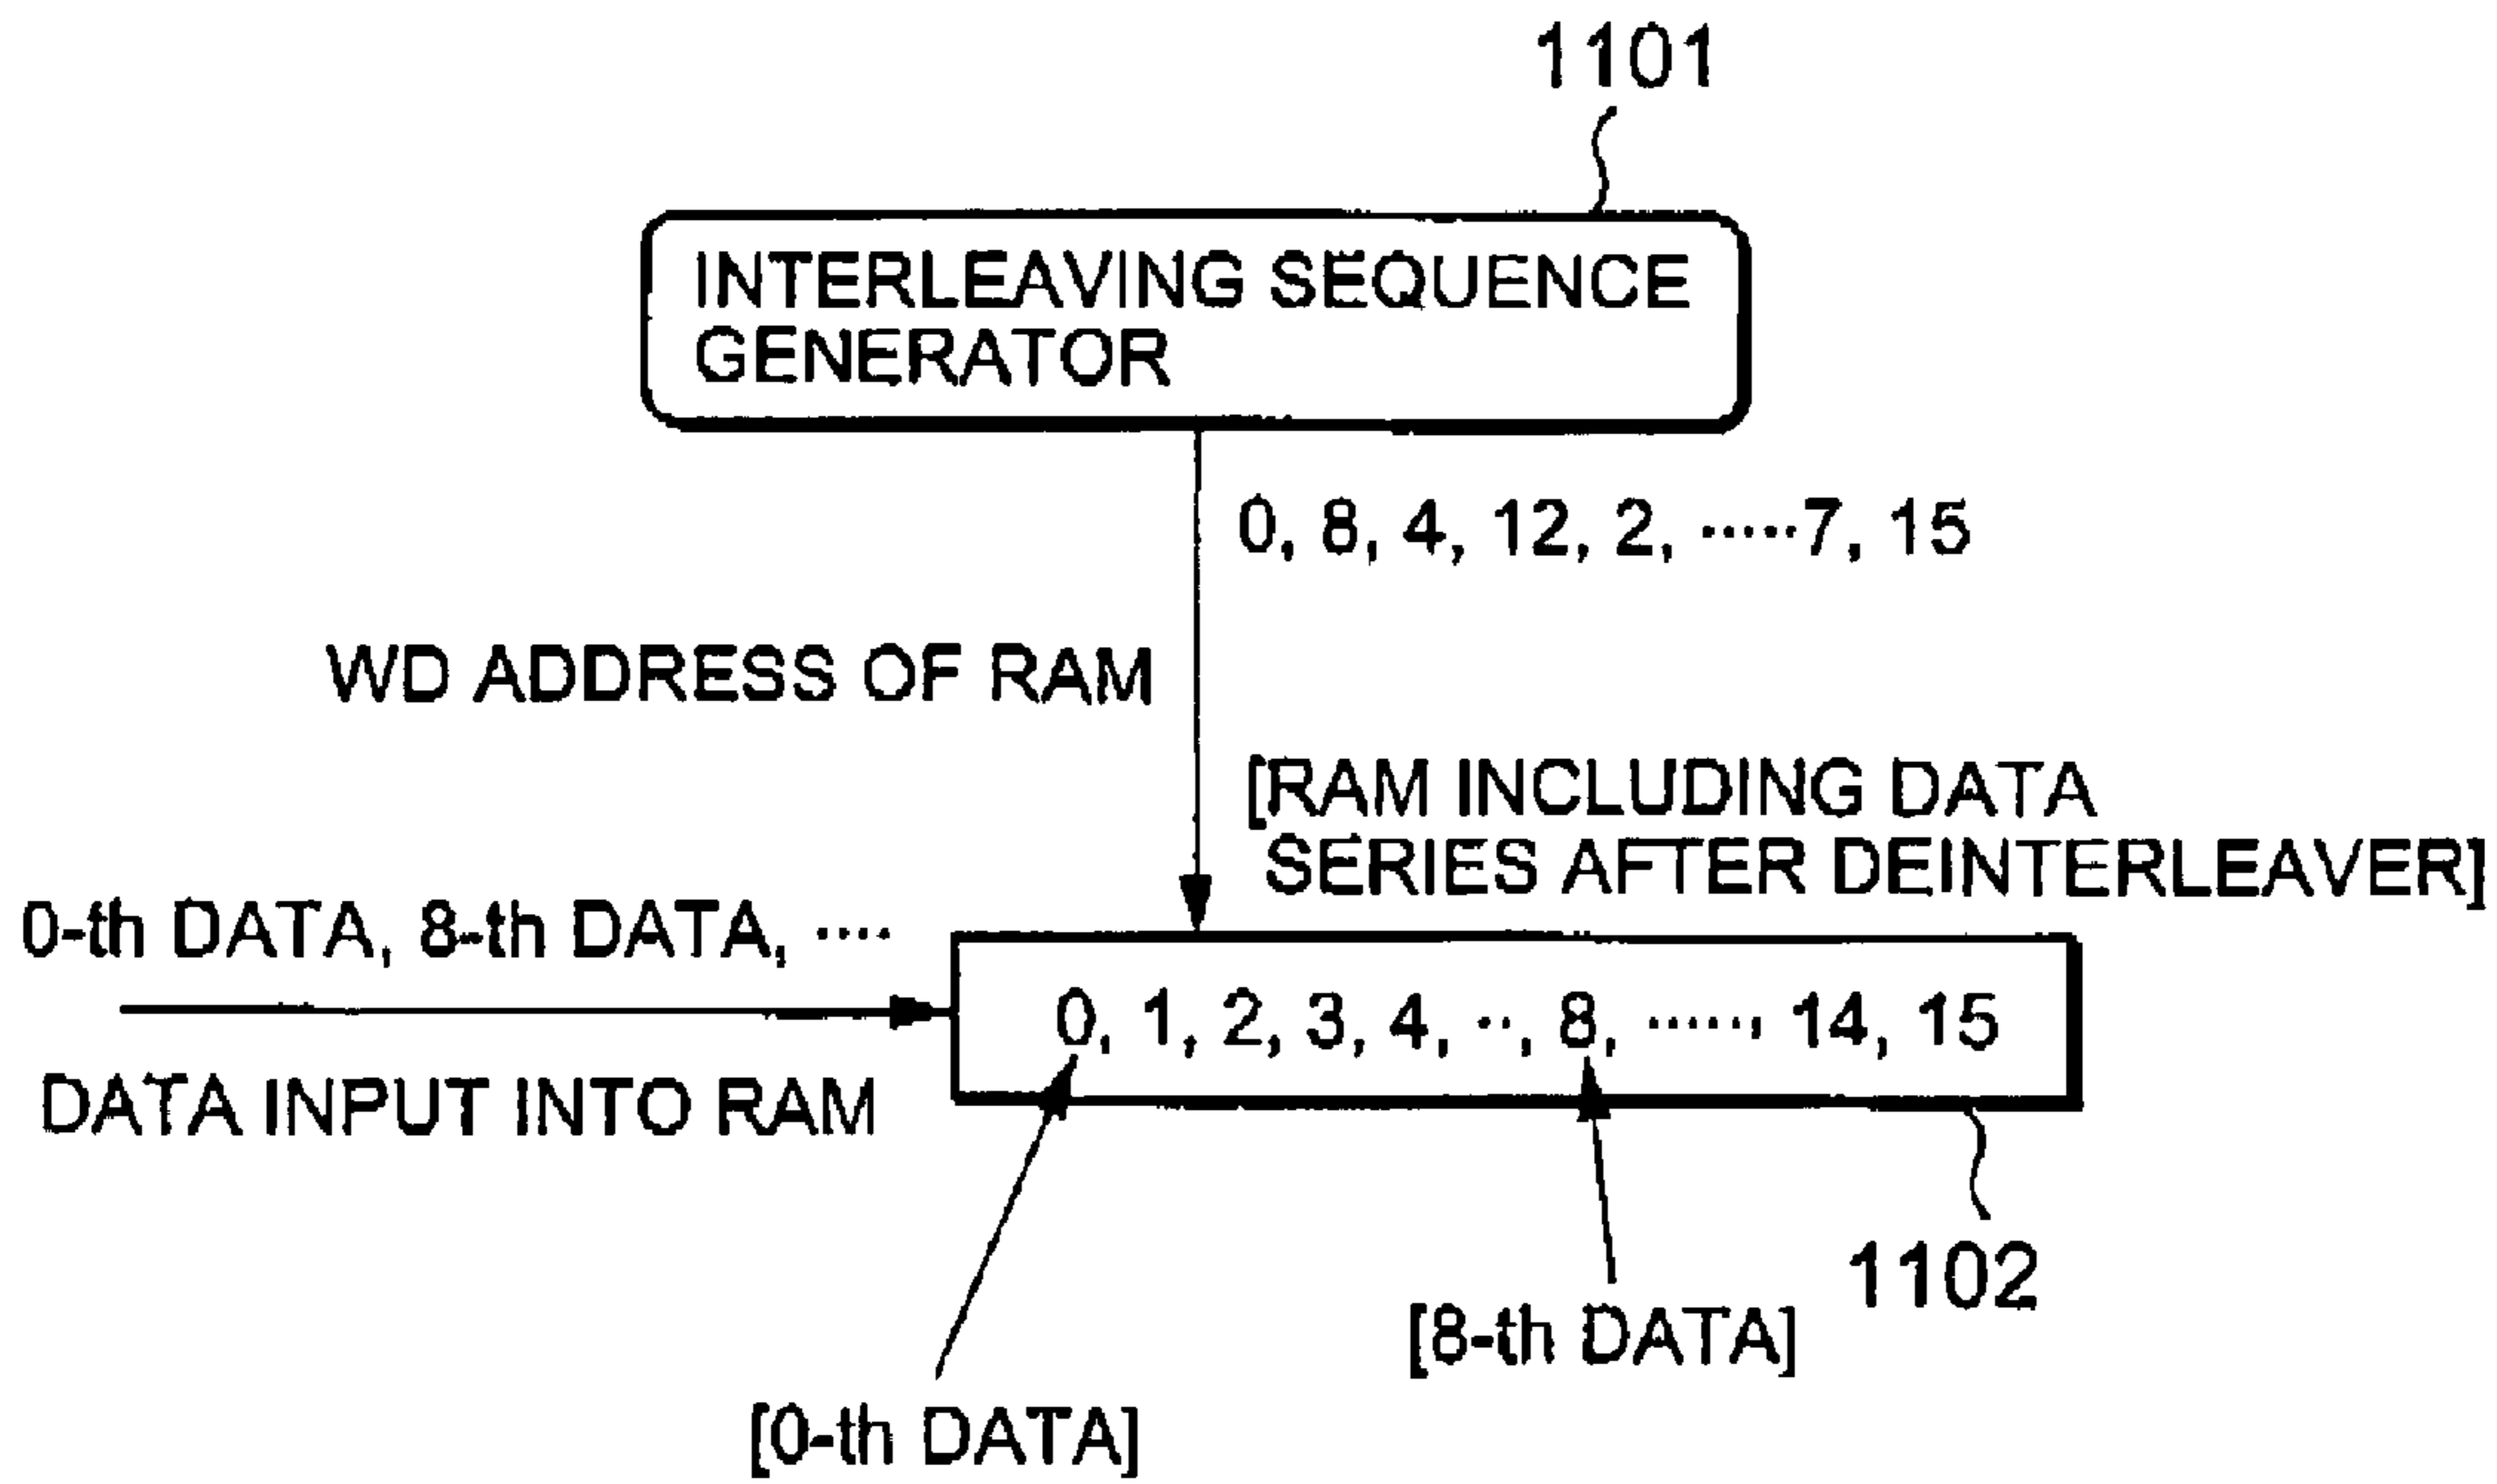 1101
INTERLEAVING SEQUENCE
GENERATOR
0, 8, 4, 12, 2, ·····7, 15
WD ADDRESS OF RAM
[RAM INCLUDING DATA
SERIES AFTER DEINTERLEAVER]
0-th DATA, 8-th DATA, ····
0, 1, 2, 3, 4, ··, 8, ·····, 14, 15
DATA INPUT INTO RAM
1102
[8-th DATA]
[0-th DATA]